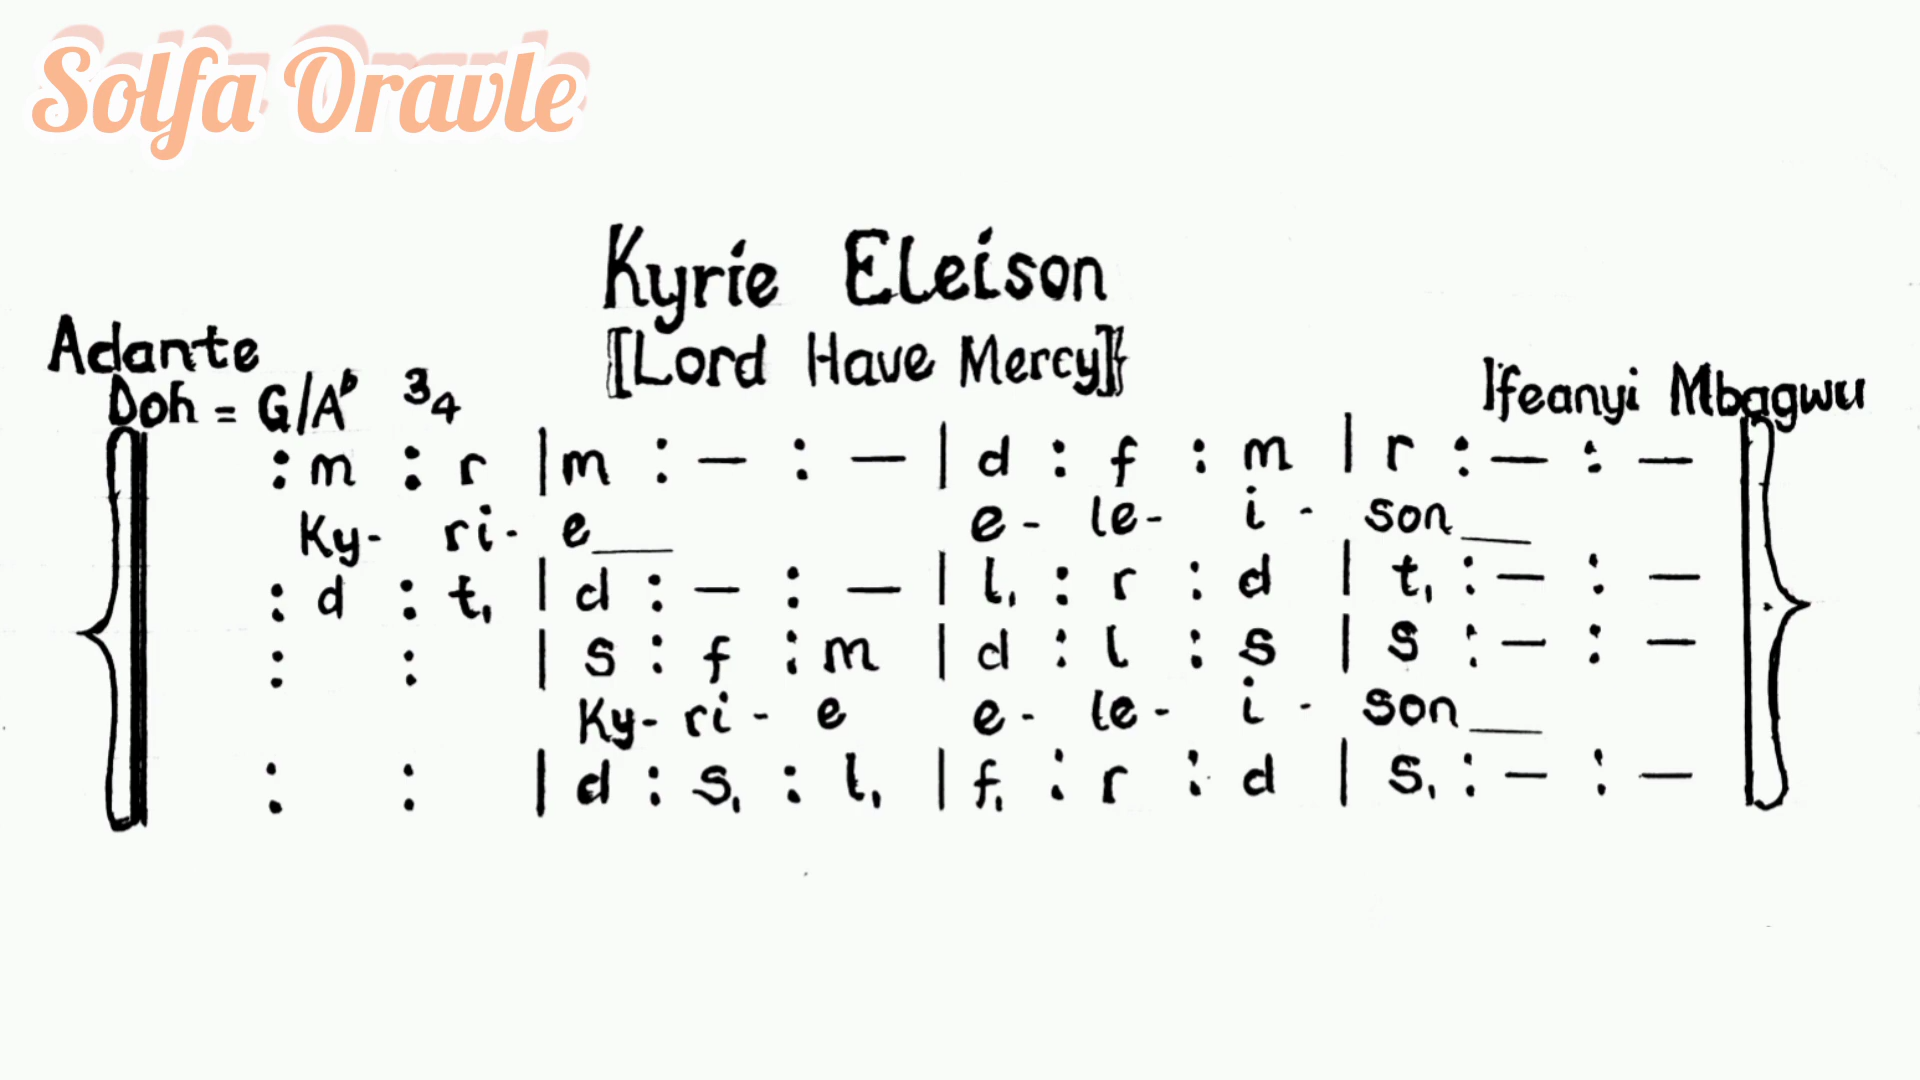 Solfa Oravle
Kyrie Eleison
[Lord Have Mercy]
Adante
Doh = G/A♭ 3/4
Ifeanyi Mbagwu
: m : r | m : — : — | d : f : m | r : — : —
Ky- ri- e___ e- le- i - son___
: d : t, | d : — : — | l, : r : d | t, : — : —
: : | s : f : m | d : l : s | s : — : —
Ky- ri - e e - le - i - son___
: : | d : s, : l, | f, : r : d | s, : — : —